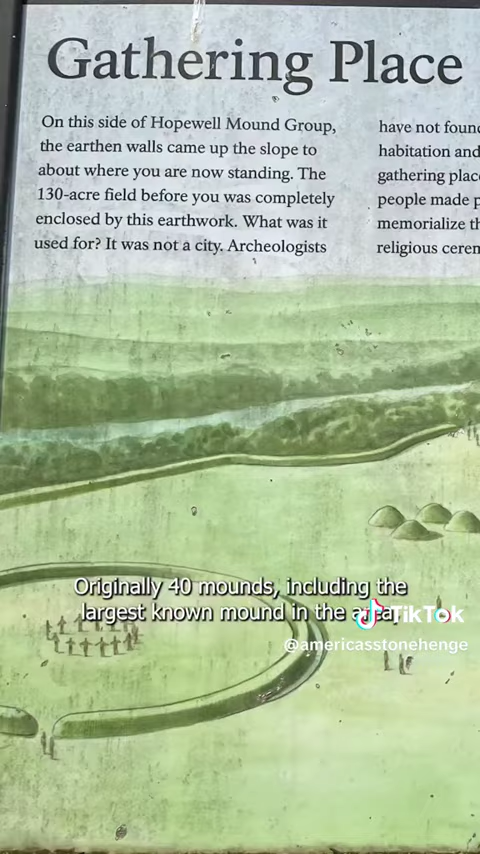 Gathering Place
On this side of Hopewell Mound Group,
the earthen walls came up the slope to
about where you are now standing. The
130-acre field before you was completely
enclosed by this earthwork. What was it
used for? It was not a city. Archeologists
have not found
habitation and
gathering place
people made p
memorialize th
religious cerem
Originally 40 mounds, including the
largest known mound in the area,
TikTok
@americasstonehenge